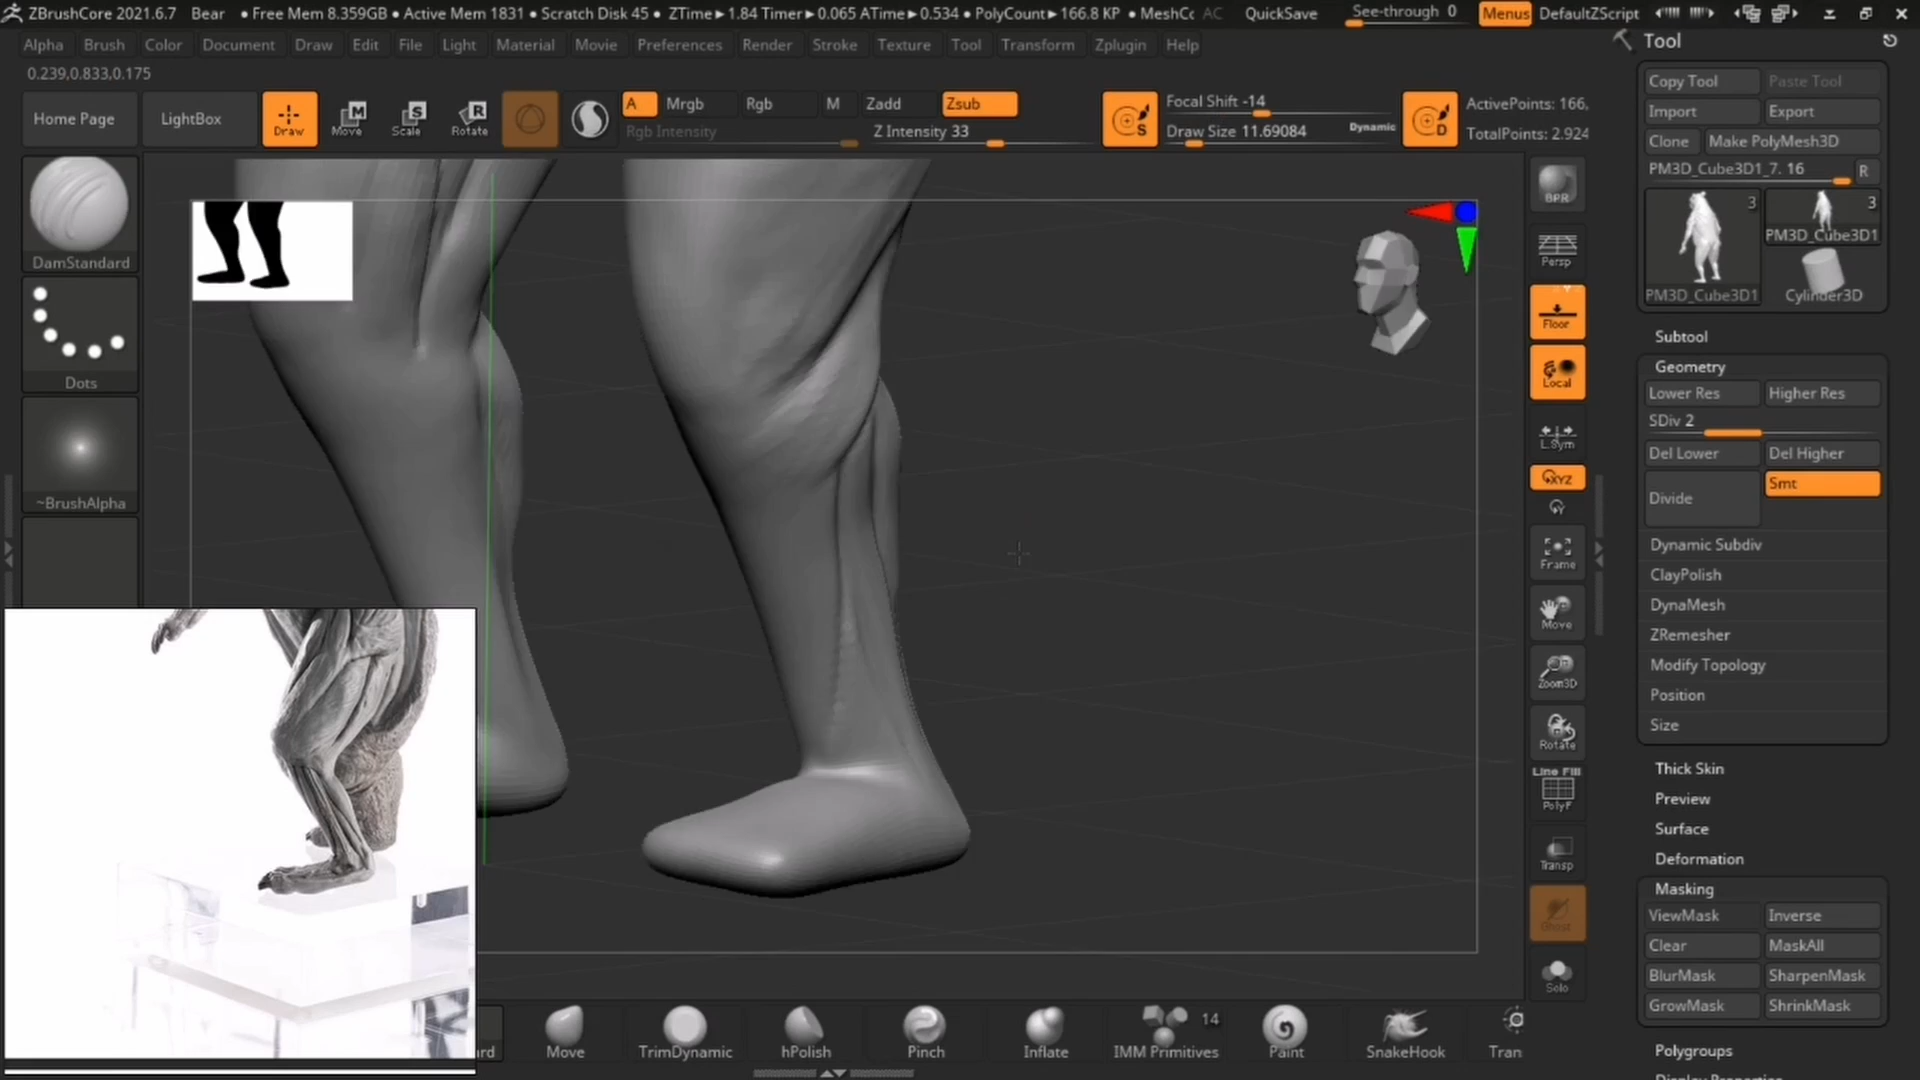 ZBrushCore 2021.6.7 Bear • Free Mem 8.359GB • Active Mem 1831 • Scratch Disk 45 • ZTime▸1.84 Timer▸0.065 ATime▸0.534 • PolyCount▸166.8 KP • MeshCo AC QuickSave See-through 0 Menus DefaultZScript
Alpha Brush Color Document Draw Edit File Light Material Movie Preferences Render Stroke Texture Tool Transform Zplugin Help
0.239,0.833,0.175
Home Page LightBox Draw Move Scale Rotate
M S R
A Mrgb Rgb M Zadd Zsub
Rgb Intensity Z Intensity 33
S Focal Shift -14
Draw Size 11.69084 Dynamic
D ActivePoints: 166,
TotalPoints: 2.924
DamStandard
Dots
~BrushAlpha
BPR
Persp
Floor
Local
L.Sym
XYZ
Y
Frame
Move
Zoom3D
Rotate
Line Fill
PolyF
Transp
Ghost
Solo
Tool
Copy Tool Paste Tool
Import Export
Clone Make PolyMesh3D
PM3D_Cube3D1_7. 16 R
3 3
PM3D_Cube3D1
PM3D_Cube3D1 Cylinder3D
Subtool
Geometry
Lower Res Higher Res
SDiv 2
Del Lower Del Higher
Divide Smt
Dynamic Subdiv
ClayPolish
DynaMesh
ZRemesher
Modify Topology
Position
Size
Thick Skin
Preview
Surface
Deformation
Masking
ViewMask Inverse
Clear MaskAll
BlurMask SharpenMask
GrowMask ShrinkMask
Polygroups
rd Move TrimDynamic hPolish Pinch Inflate IMM Primitives 14 Paint SnakeHook Tran